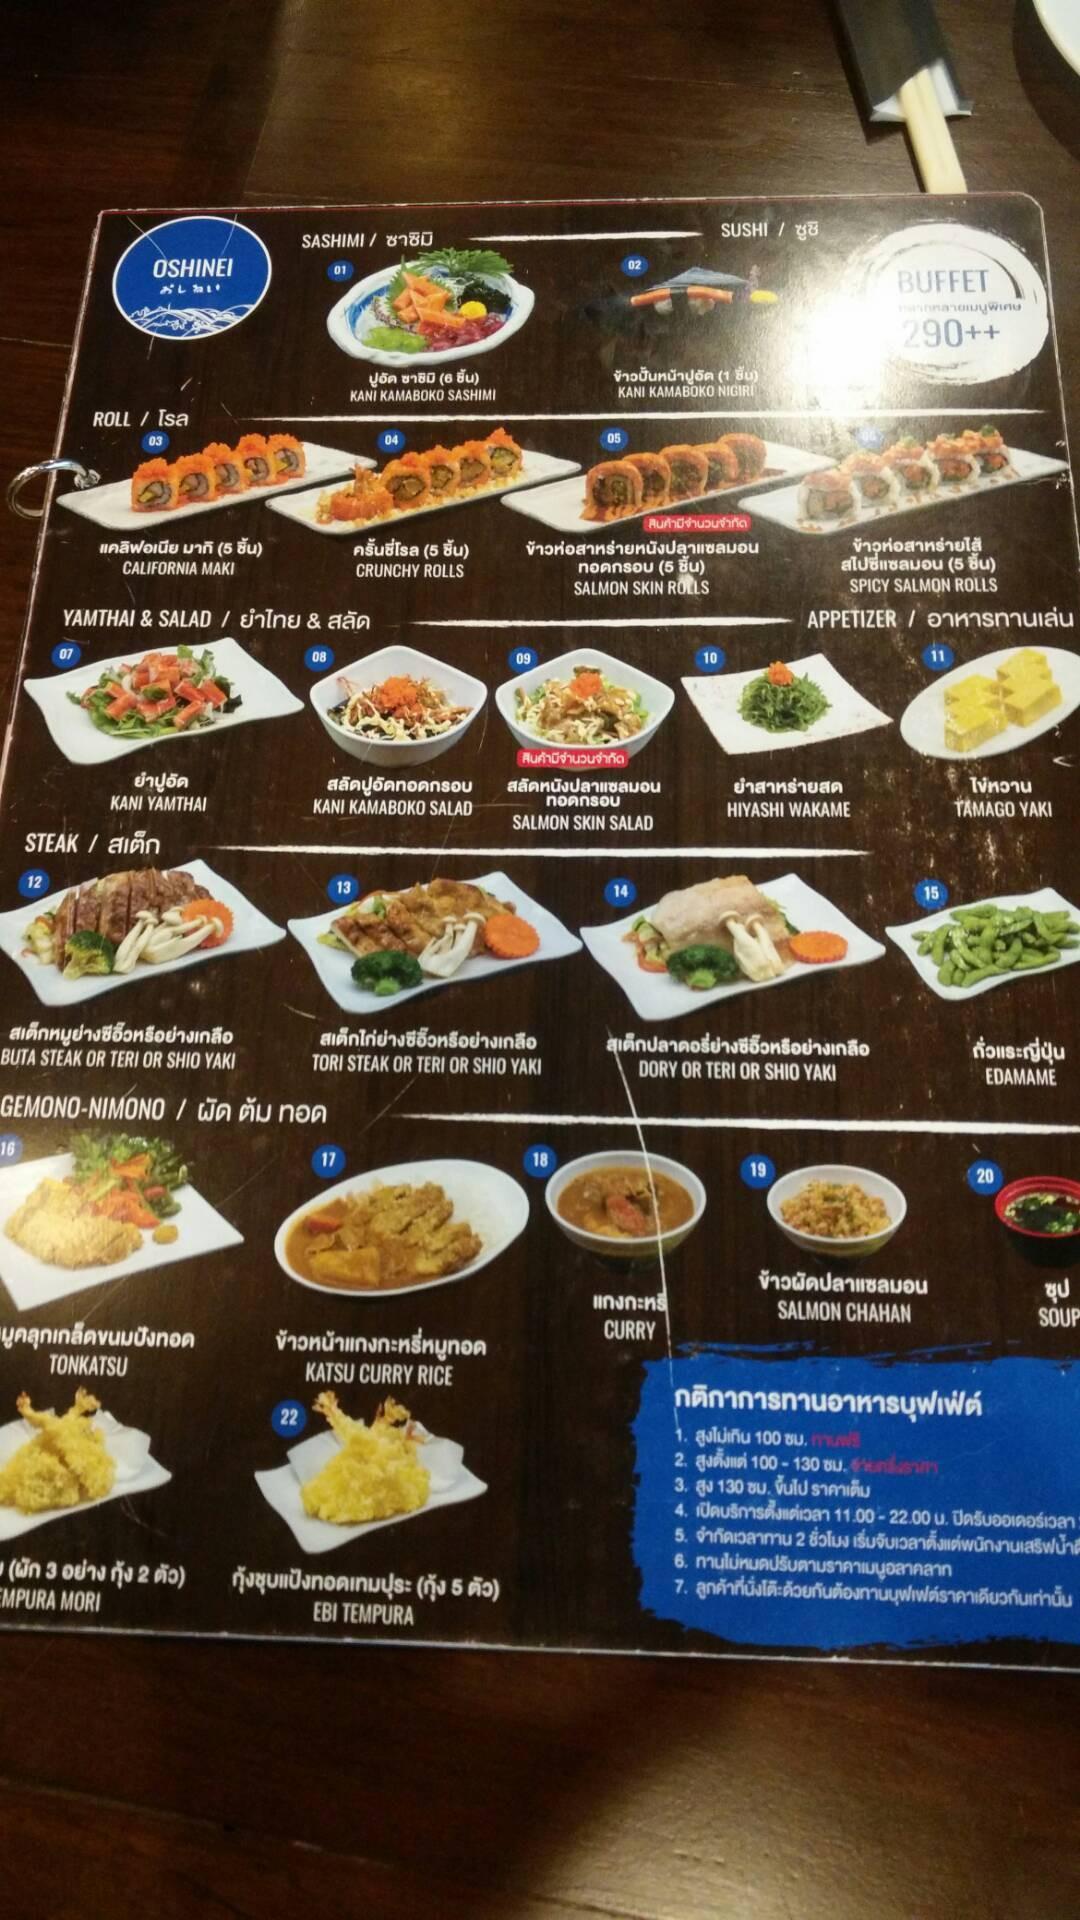 OSHINEI
おしねい
SASHIMI / ซาซิมิ
SUSHI / ซูชิ
BUFFET
หลากหลายเมนูพิเศษ
290++
01
02
ปูอัด ซาซิมิ (6 ชิ้น)
KANI KAMABOKO SASHIMI
ข้าวปั้นหน้าปูอัด (1 ชิ้น)
KANI KAMABOKO NIGIRI
ROLL / โรล
03
04
05
06
สินค้ามีจำนวนจำกัด
แคลิฟอเนีย มากิ (5 ชิ้น)
CALIFORNIA MAKI
ครั้นชี่โรล (5 ชิ้น)
CRUNCHY ROLLS
ข้าวห่อสาหร่ายหนังปลาแซลมอน
ทอดกรอบ (5 ชิ้น)
SALMON SKIN ROLLS
ข้าวห่อสาหร่ายไส้
สไปซี่แซลมอน (5 ชิ้น)
SPICY SALMON ROLLS
YAMTHAI & SALAD / ยำไทย & สลัด
APPETIZER / อาหารทานเล่น
07
08
09
10
11
สินค้ามีจำนวนจำกัด
ยำปูอัด
KANI YAMTHAI
สลัดปูอัดทอดกรอบ
KANI KAMABOKO SALAD
สลัดหนังปลาแซลมอน
ทอดกรอบ
SALMON SKIN SALAD
ยำสาหร่ายสด
HIYASHI WAKAME
ไข่หวาน
TAMAGO YAKI
STEAK / สเต็ก
12
13
14
15
สเต็กหมูย่างซีอิ๊วหรือย่างเกลือ
BUTA STEAK OR TERI OR SHIO YAKI
สเต็กไก่ย่างซีอิ๊วหรือย่างเกลือ
TORI STEAK OR TERI OR SHIO YAKI
สเต็กปลาดอรี่ย่างซีอิ๊วหรือย่างเกลือ
DORY OR TERI OR SHIO YAKI
ถั่วแระญี่ปุ่น
EDAMAME
GEMONO-NIMONO / ผัด ต้ม ทอด
16
17
18
19
20
มูคลุกเกล็ดขนมปังทอด
TONKATSU
ข้าวหน้าแกงกะหรี่หมูทอด
KATSU CURRY RICE
แกงกะหรี่
CURRY
ข้าวผัดปลาแซลมอน
SALMON CHAHAN
ซุป
SOUP
22
(ผัก 3 อย่าง กุ้ง 2 ตัว)
EMPURA MORI
กุ้งชุบแป้งทอดเทมปุระ (กุ้ง 5 ตัว)
EBI TEMPURA
กติกาการทานอาหารบุฟเฟ่ต์
1. สูงไม่เกิน 100 ซม. ทานฟรี
2. สูงตั้งแต่ 100 - 130 ซม. จ่ายครึ่งราคา
3. สูง 130 ซม. ขึ้นไป ราคาเต็ม
4. เปิดบริการตั้งแต่เวลา 11.00 - 22.00 น. ปิดรับออเดอร์เวลา
5. จำกัดเวลาทาน 2 ชั่วโมง เริ่มจับเวลาตั้งแต่พนักงานเสริฟน้ำ
6. ทานไม่หมดปรับตามราคาเมนูอลาคลาท
7. ลูกค้าที่นั่งโต๊ะด้วยกันต้องทานบุฟเฟต์ราคาเดียวกันเท่านั้น